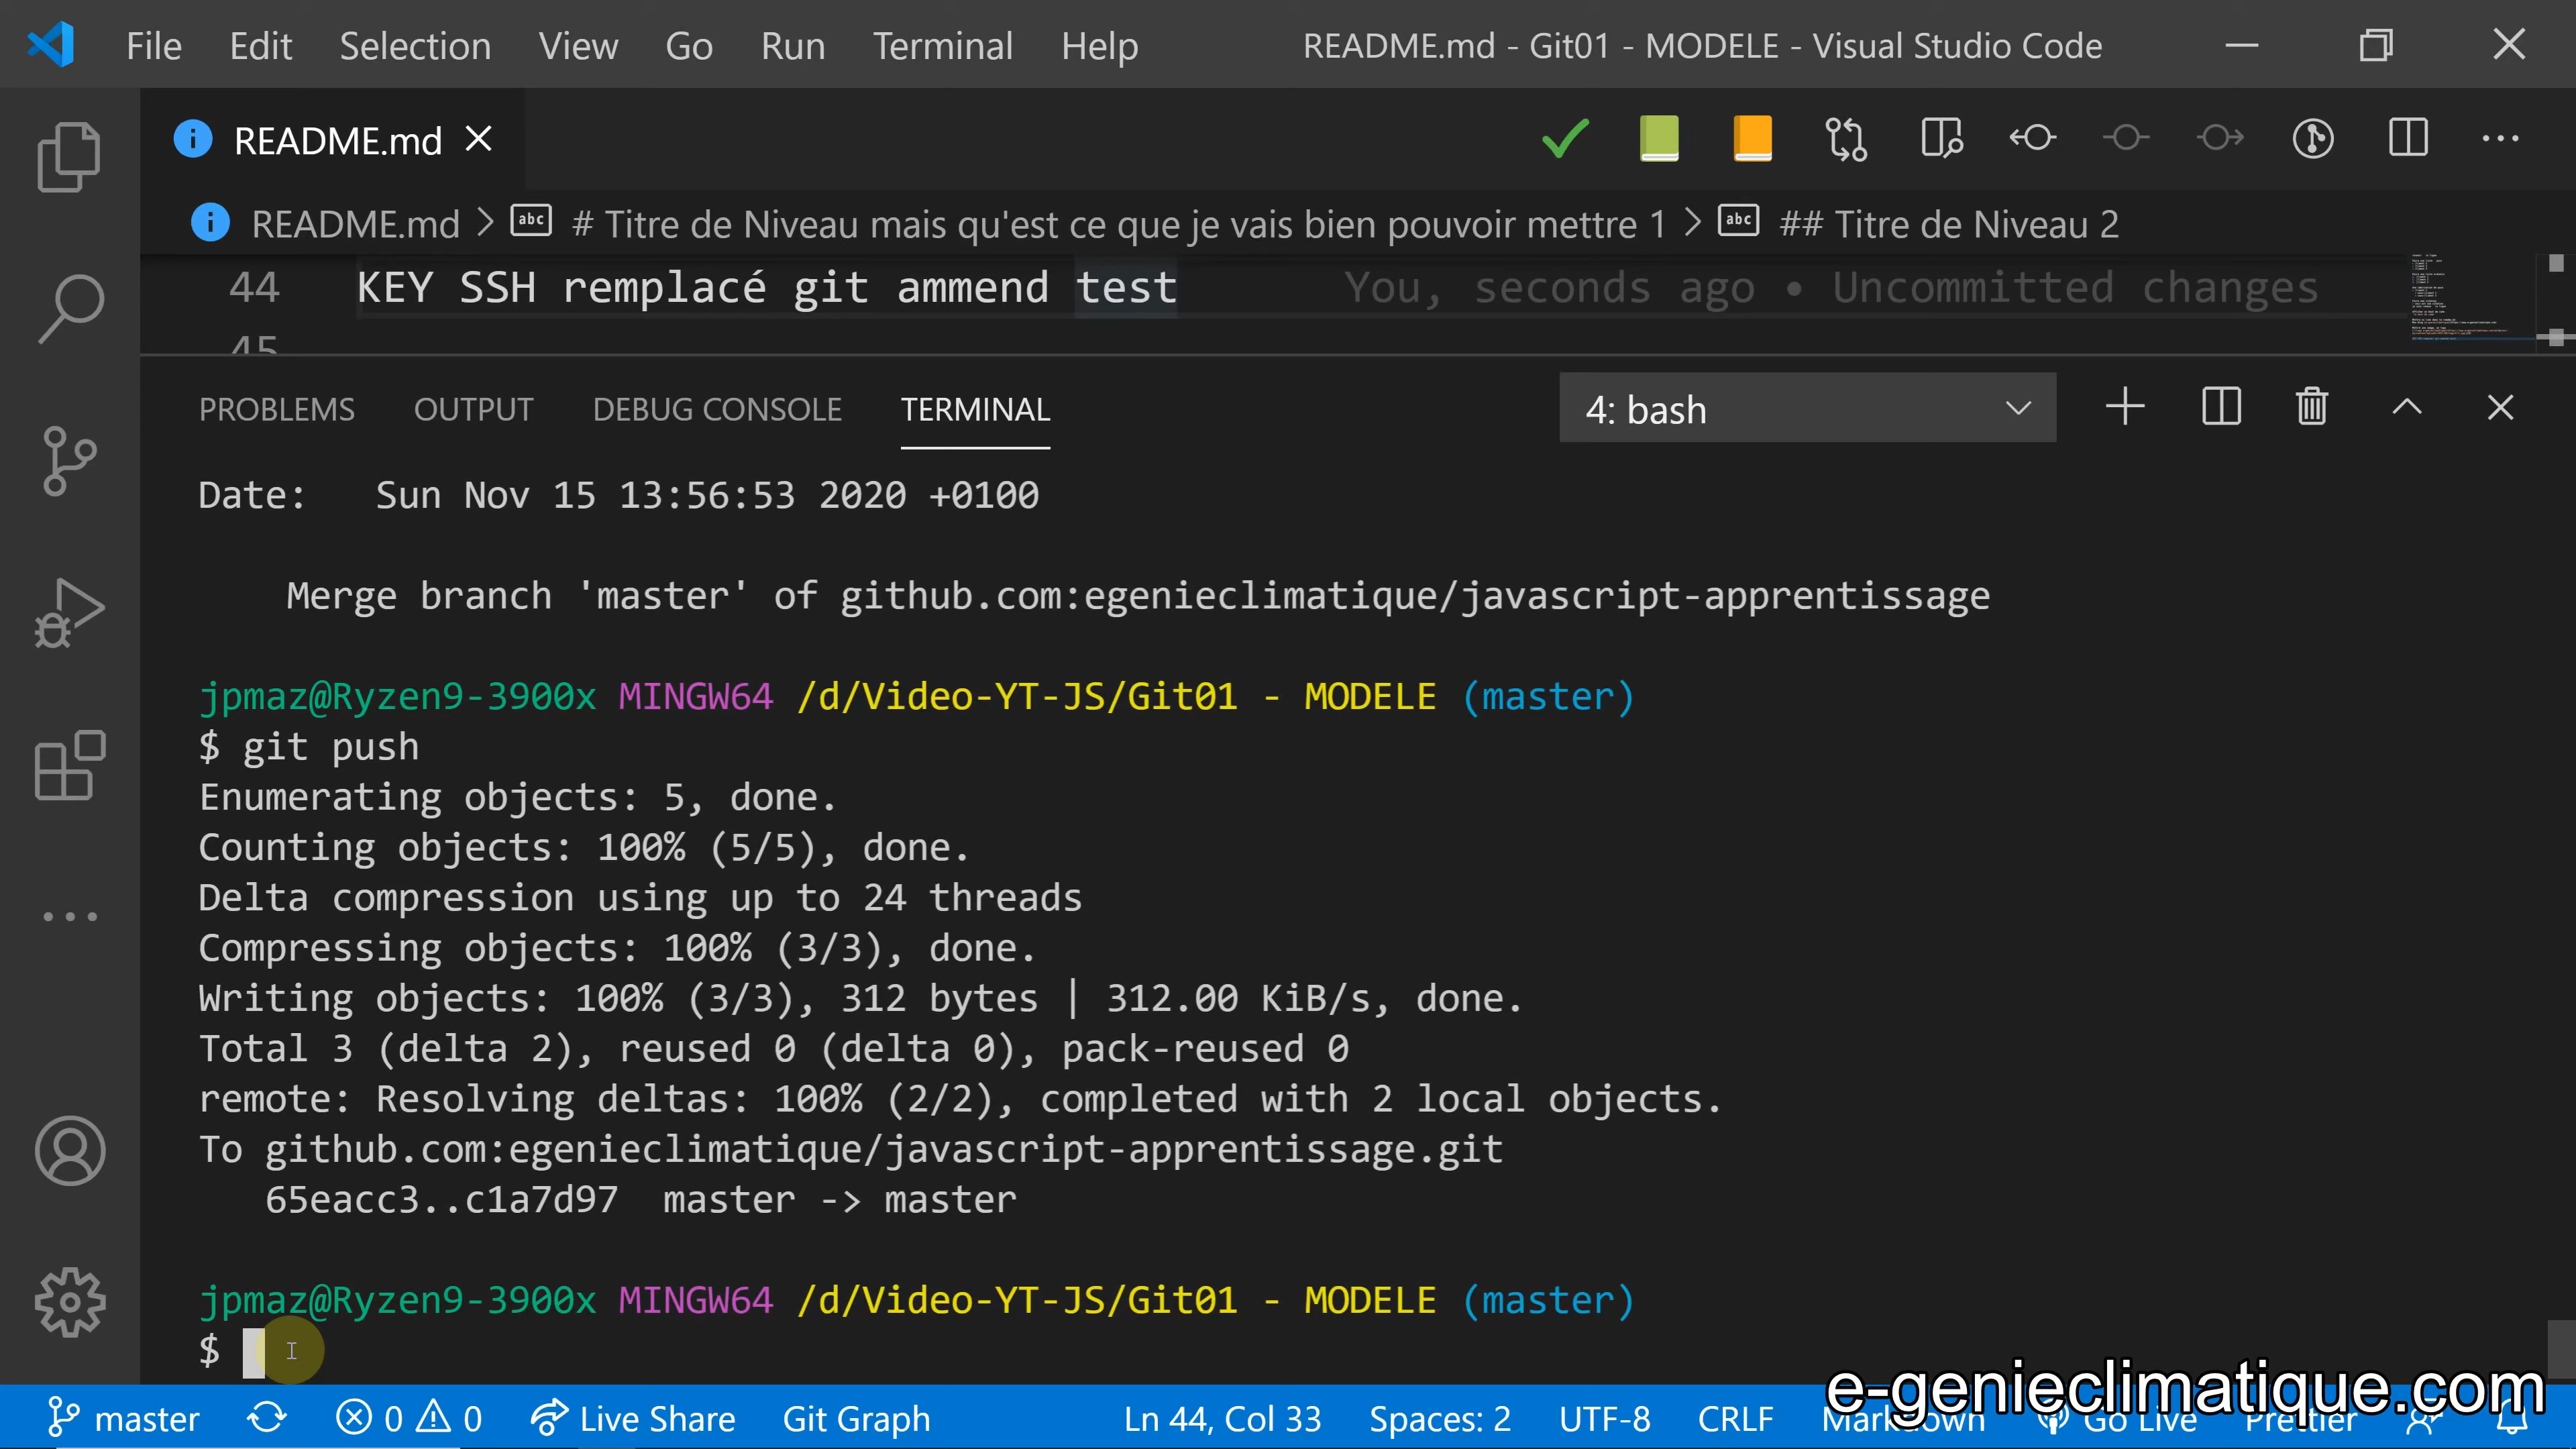 File Edit Selection View Go Run Terminal Help README.md - Git01 - MODELE - Visual Studio Code
README.md
README.md > # Titre de Niveau mais qu'est ce que je vais bien pouvoir mettre 1 > ## Titre de Niveau 2
44 KEY SSH remplacé git ammend test You, seconds ago • Uncommitted changes
45
PROBLEMS OUTPUT DEBUG CONSOLE TERMINAL 4: bash
Date: Sun Nov 15 13:56:53 2020 +0100
Merge branch 'master' of github.com:egenieclimatique/javascript-apprentissage
jpmaz@Ryzen9-3900x MINGW64 /d/Video-YT-JS/Git01 - MODELE (master)
$ git push
Enumerating objects: 5, done.
Counting objects: 100% (5/5), done.
Delta compression using up to 24 threads
Compressing objects: 100% (3/3), done.
Writing objects: 100% (3/3), 312 bytes | 312.00 KiB/s, done.
Total 3 (delta 2), reused 0 (delta 0), pack-reused 0
remote: Resolving deltas: 100% (2/2), completed with 2 local objects.
To github.com:egenieclimatique/javascript-apprentissage.git
65eacc3..c1a7d97 master -> master
jpmaz@Ryzen9-3900x MINGW64 /d/Video-YT-JS/Git01 - MODELE (master)
$
e-genieclimatique.com
master 0 0 Live Share Git Graph Ln 44, Col 33 Spaces: 2 UTF-8 CRLF Markdown Go Live Prettier